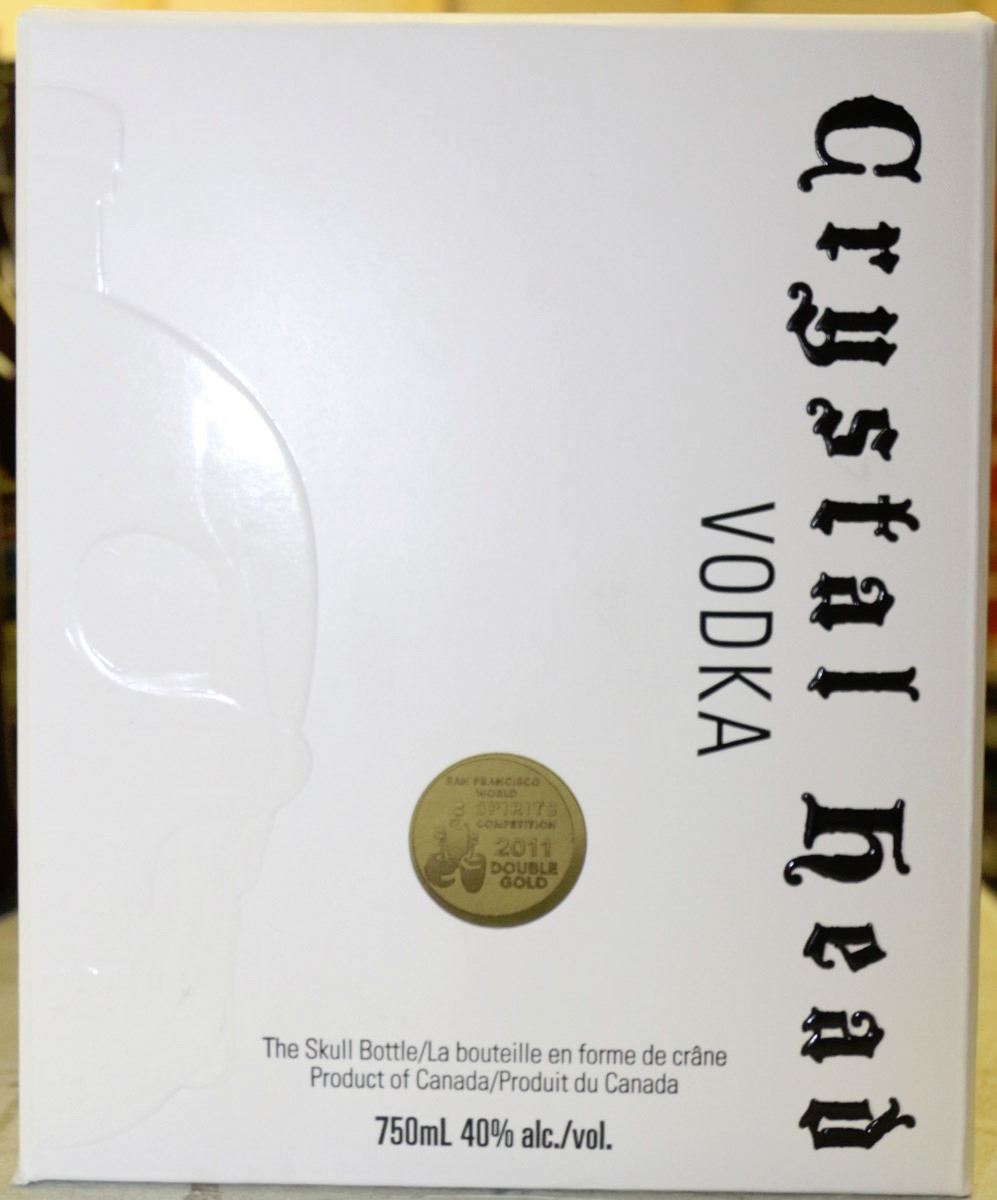 Crystal Head
VODKA
SAN FRANCISCO
WORLD
SPIRITS
COMPETITION
2011
DOUBLE
GOLD
The Skull Bottle/La bouteille en forme de crâne
Product of Canada/Produit du Canada
750mL 40% alc./vol.